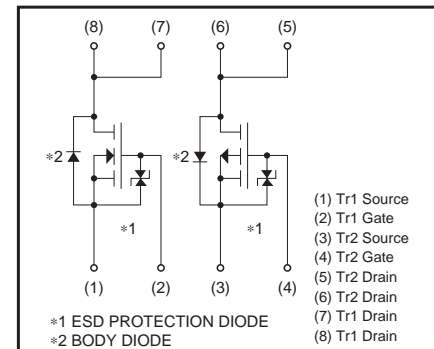 (8) (7) (6) (5)
∗2 ∗2
∗1 ∗1
(1) (2) (3) (4)
(1) Tr1 Source
(2) Tr1 Gate
(3) Tr2 Source
(4) Tr2 Gate
(5) Tr2 Drain
(6) Tr2 Drain
(7) Tr1 Drain
(8) Tr1 Drain
∗1 ESD PROTECTION DIODE
∗2 BODY DIODE